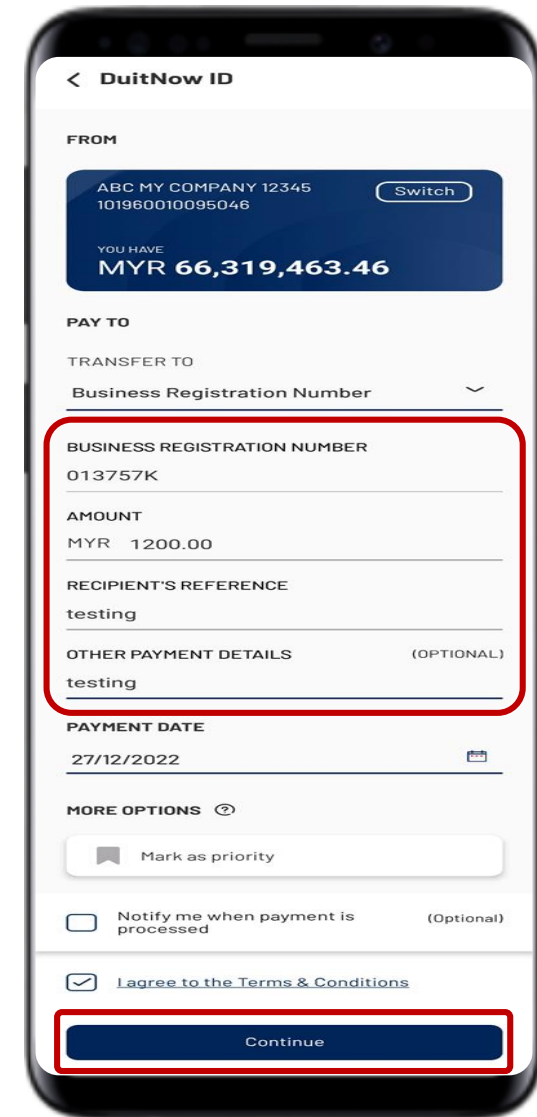 DuitNow ID
FROM
ABC MY COMPANY 12345
Switch
101960010095046
YOU HAVE
MYR 66,319,463.46
PAY TO
TRANSFER TO
Business Registration Number
BUSINESS REGISTRATION NUMBER
013757K
AMOUNT
MYR 1200.00
RECIPIENT'S REFERENCE
testing
OTHER PAYMENT DETAILS (OPTIONAL)
testing
PAYMENT DATE
27/12/2022
MORE OPTIONS ?
Mark as priority
Notify me when payment is (Optional)
processed
I agree to the Terms & Conditions
Continue